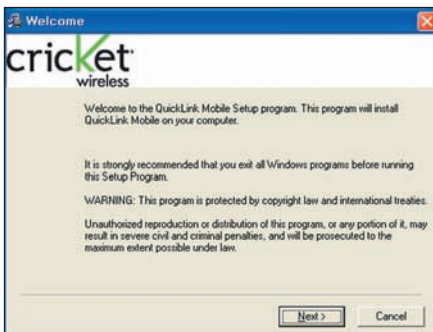 Welcome
cricket
wireless
Welcome to the QuickLink Mobile Setup program. This program will install
QuickLink Mobile on your computer.
It is strongly recommended that you exit all Windows programs before running
this Setup Program.
WARNING: This program is protected by copyright law and international treaties.
Unauthorized reproduction or distribution of this program, or any portion of it, may
result in severe civil and criminal penalties, and will be prosecuted to the
maximum extent possible under law.
Next >
Cancel